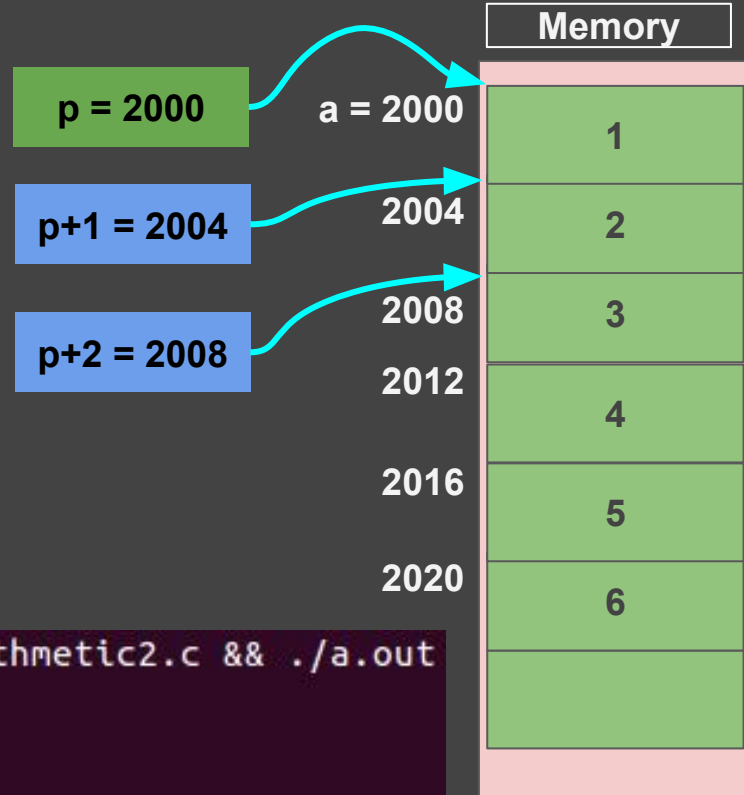 Memory
p = 2000
a = 2000
1
p+1 = 2004
2004
2
p+2 = 2008
2008
3
2012
4
2016
5
2020
6
thmetic2.c && ./a.out